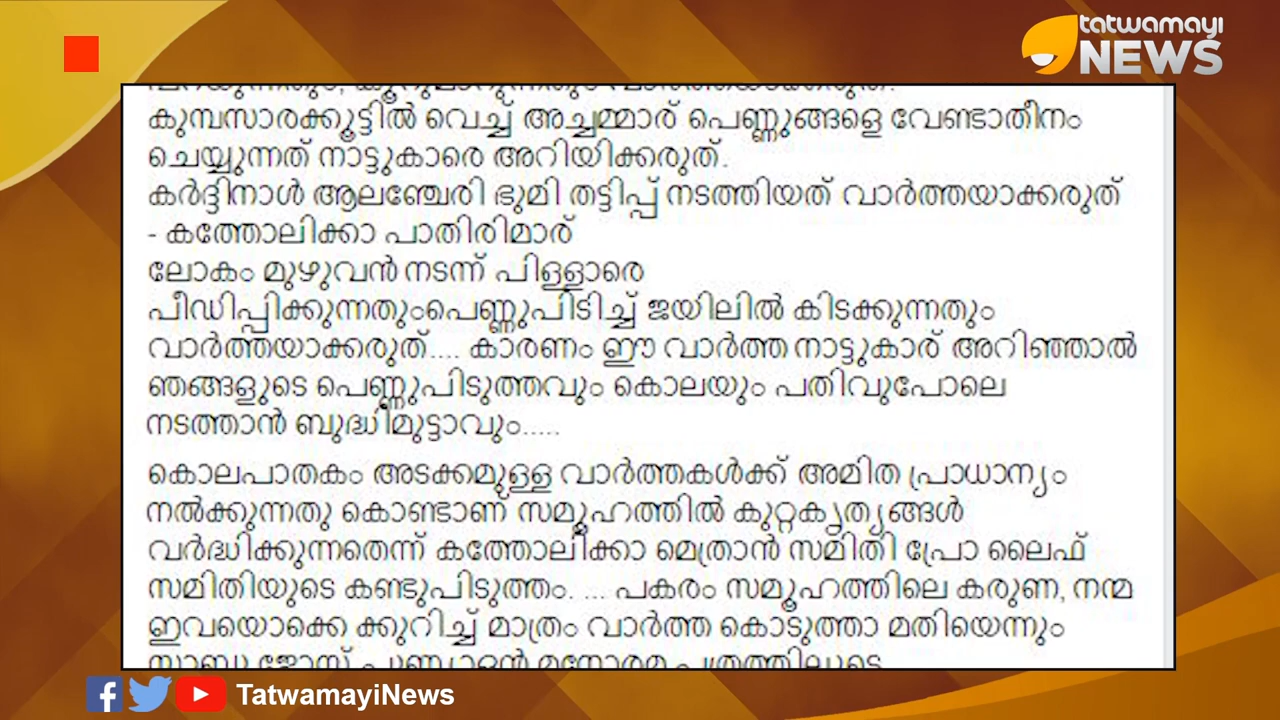 tatwamayi
NEWS
കുമ്പസാരക്കൂട്ടിൽ വെച്ച് അച്ചമ്മാര് പെണ്ണുങ്ങളെ വേണ്ടാതീനം
ചെയ്യുന്നത് നാട്ടുകാരെ അറിയിക്കരുത്.
കർദ്ദിനാൾ ആലഞ്ചേരി ഭുമി തട്ടിപ്പ് നടത്തിയത് വാർത്തയാക്കരുത്
- കത്തോലിക്കാ പാതിരിമാര്
ലോകം മുഴുവൻ നടന്ന് പിള്ളാരെ
പീഡിപ്പിക്കുന്നതുംപെണ്ണുപിടിച്ച് ജയിലിൽ കിടക്കുന്നതും
വാർത്തയാക്കരുത്.... കാരണം ഈ വാർത്ത നാട്ടുകാര് അറിഞ്ഞാൽ
ഞങ്ങളുടെ പെണ്ണുപിടുത്തവും കൊലയും പതിവുപോലെ
നടത്താൻ ബുദ്ധിമുട്ടാവും.....
കൊലപാതകം അടക്കമുള്ള വാർത്തകൾക്ക് അമിത പ്രാധാന്യം
നൽക്കുന്നതു കൊണ്ടാണ് സമൂഹത്തിൽ കുറ്റകൃത്യങ്ങൾ
വർദ്ധിക്കുന്നതെന്ന് കത്തോലിക്കാ മെത്രാൻ സമിതി പ്രോ ലൈഫ്
സമിതിയുടെ കണ്ടുപിടുത്തം. ... പകരം സമൂഹത്തിലെ കരുണ, നന്മ
ഇവയൊക്കെ ക്കുറിച്ച് മാത്രം വാർത്ത കൊടുത്താ മതിയെന്നും
TatwamayiNews